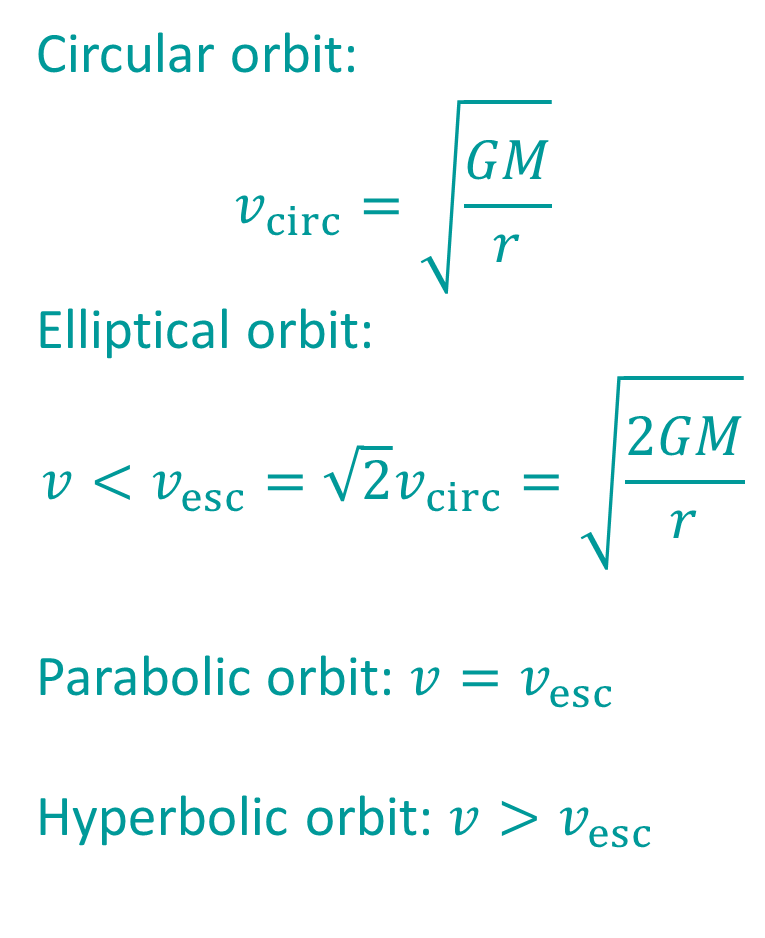 Circular orbit:
v_circ = √(GM/r)
Elliptical orbit:
v < v_esc = √2 v_circ = √(2GM/r)
Parabolic orbit: v = v_esc
Hyperbolic orbit: v > v_esc